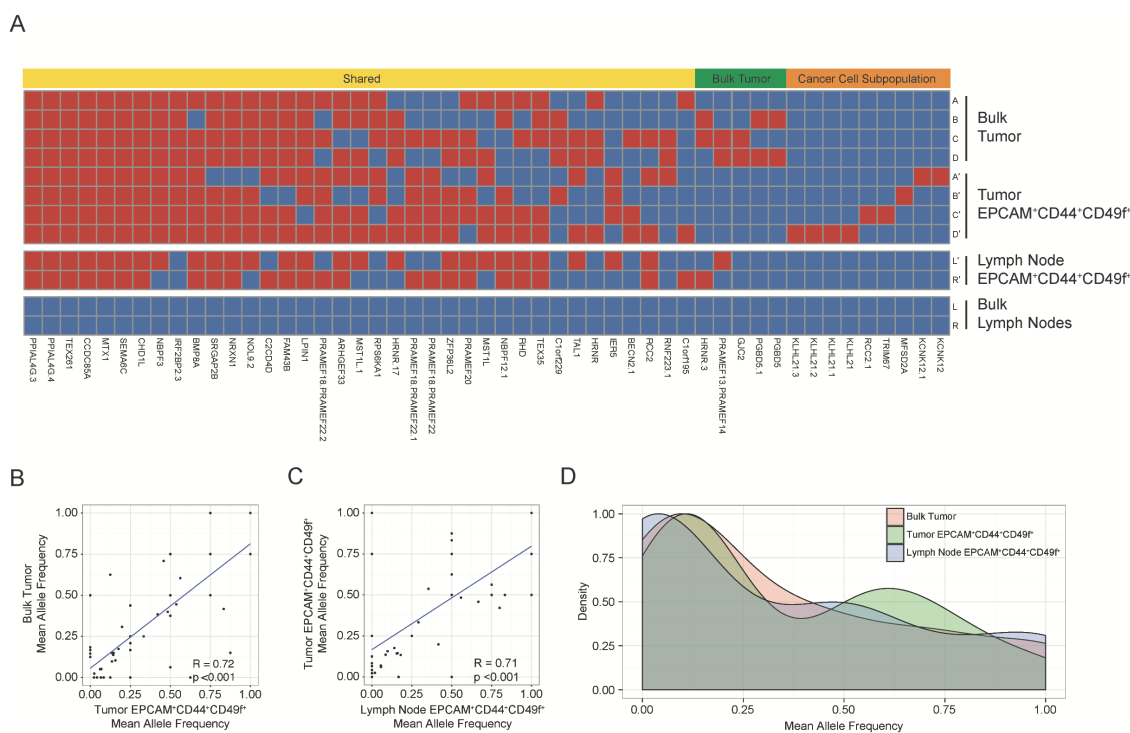 A
Shared
Bulk Tumor
Cancer Cell Subpopulation
A
B
C
D
Bulk
Tumor
A'
B'
C'
D'
Tumor
EPCAM+CD44+CD49f+
L'
R'
Lymph Node
EPCAM+CD44+CD49f+
L
R
Bulk
Lymph Nodes
PPIAL4G.3
PPIAL4G.4
TEX261
CCDC85A
MTX1
SEMA6C
CHD1L
NBPF3
IRF2BP2.3
BMP8A
SRGAP2B
NRXN1
NOL9.2
C2CD4D
FAM43B
LPIN1
PRAMEF18.PRAMEF22.2
ARHGEF33
MST1L.1
RPS6KA1
HRNR.17
PRAMEF18.PRAMEF22.1
PRAMEF18.PRAMEF22
ZFP36L2
PRAMEF20
MST1L
NBPF12.1
RHD
TEX35
C1orf229
TAL1
HRNR
IER5
BECN2.1
RCC2
RNF223.1
C1orf195
HRNR.3
PRAMEF13.PRAMEF14
GJC2
PGBD5.1
PGBD5
KLHL21.3
KLHL21.2
KLHL21.1
KLHL21
RCC2.1
TRIM67
MFSD2A
KCNK12.1
KCNK12
B
Bulk Tumor
Mean Allele Frequency
1.00
0.75
0.50
0.25
0.00
R = 0.72
p <0.001
0.00 0.25 0.50 0.75 1.00
Tumor EPCAM+CD44+CD49f+
Mean Allele Frequency
C
Tumor EPCAM+CD44+CD49f+
Mean Allele Frequency
1.00
0.75
0.50
0.25
0.00
R = 0.71
p <0.001
0.00 0.25 0.50 0.75 1.00
Lymph Node EPCAM+CD44+CD49f+
Mean Allele Frequency
D
Density
1.00
0.75
0.50
0.25
0.00
Bulk Tumor
Tumor EPCAM+CD44+CD49f+
Lymph Node EPCAM+CD44+CD49f+
0.00 0.25 0.50 0.75 1.00
Mean Allele Frequency